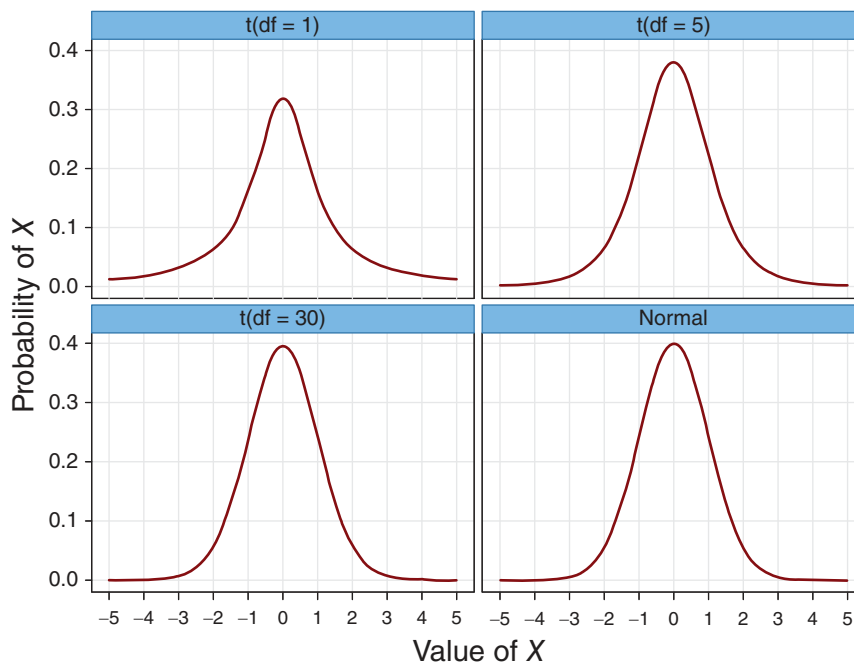 t(df = 1) t(df = 5)
0.4
0.3
0.2
0.1
0.0
t(df = 30) Normal
0.4
0.3
0.2
0.1
0.0
Probability of X
−5 −4 −3 −2 −1 0 1 2 3 4 5 −5 −4 −3 −2 −1 0 1 2 3 4 5
Value of X